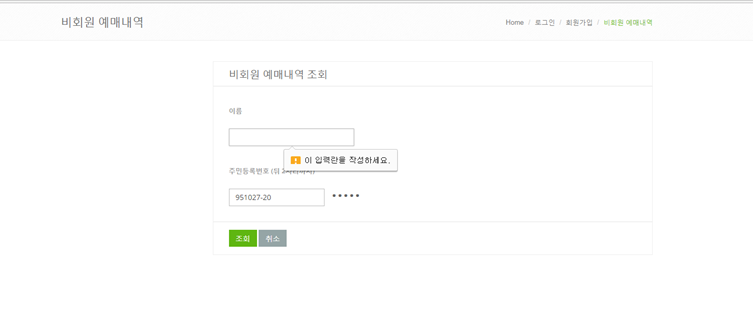 비회원 예매내역
Home / 로그인 / 회원가입 / 비회원 예매내역
비회원 예매내역 조회
이름
이 입력란을 작성하세요.
주민등록번호 (뒤
951027-20 *****
조회 취소